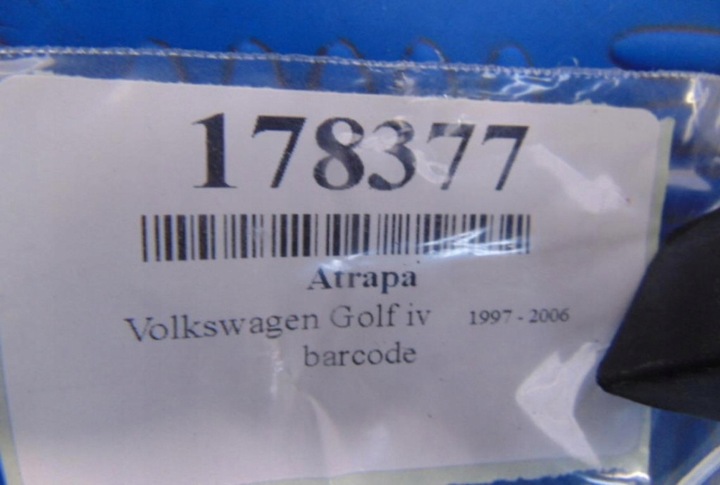 178377
Atrapa
Volkswagen Golf iv 1997 - 2006
barcode